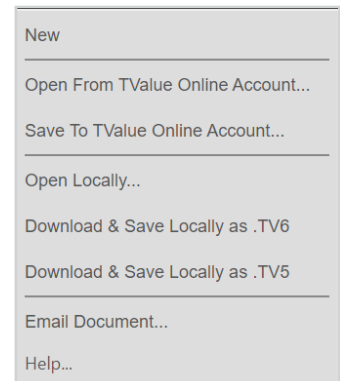 New
Open From TValue Online Account...
Save To TValue Online Account...
Open Locally...
Download & Save Locally as .TV6
Download & Save Locally as .TV5
Email Document...
Help...